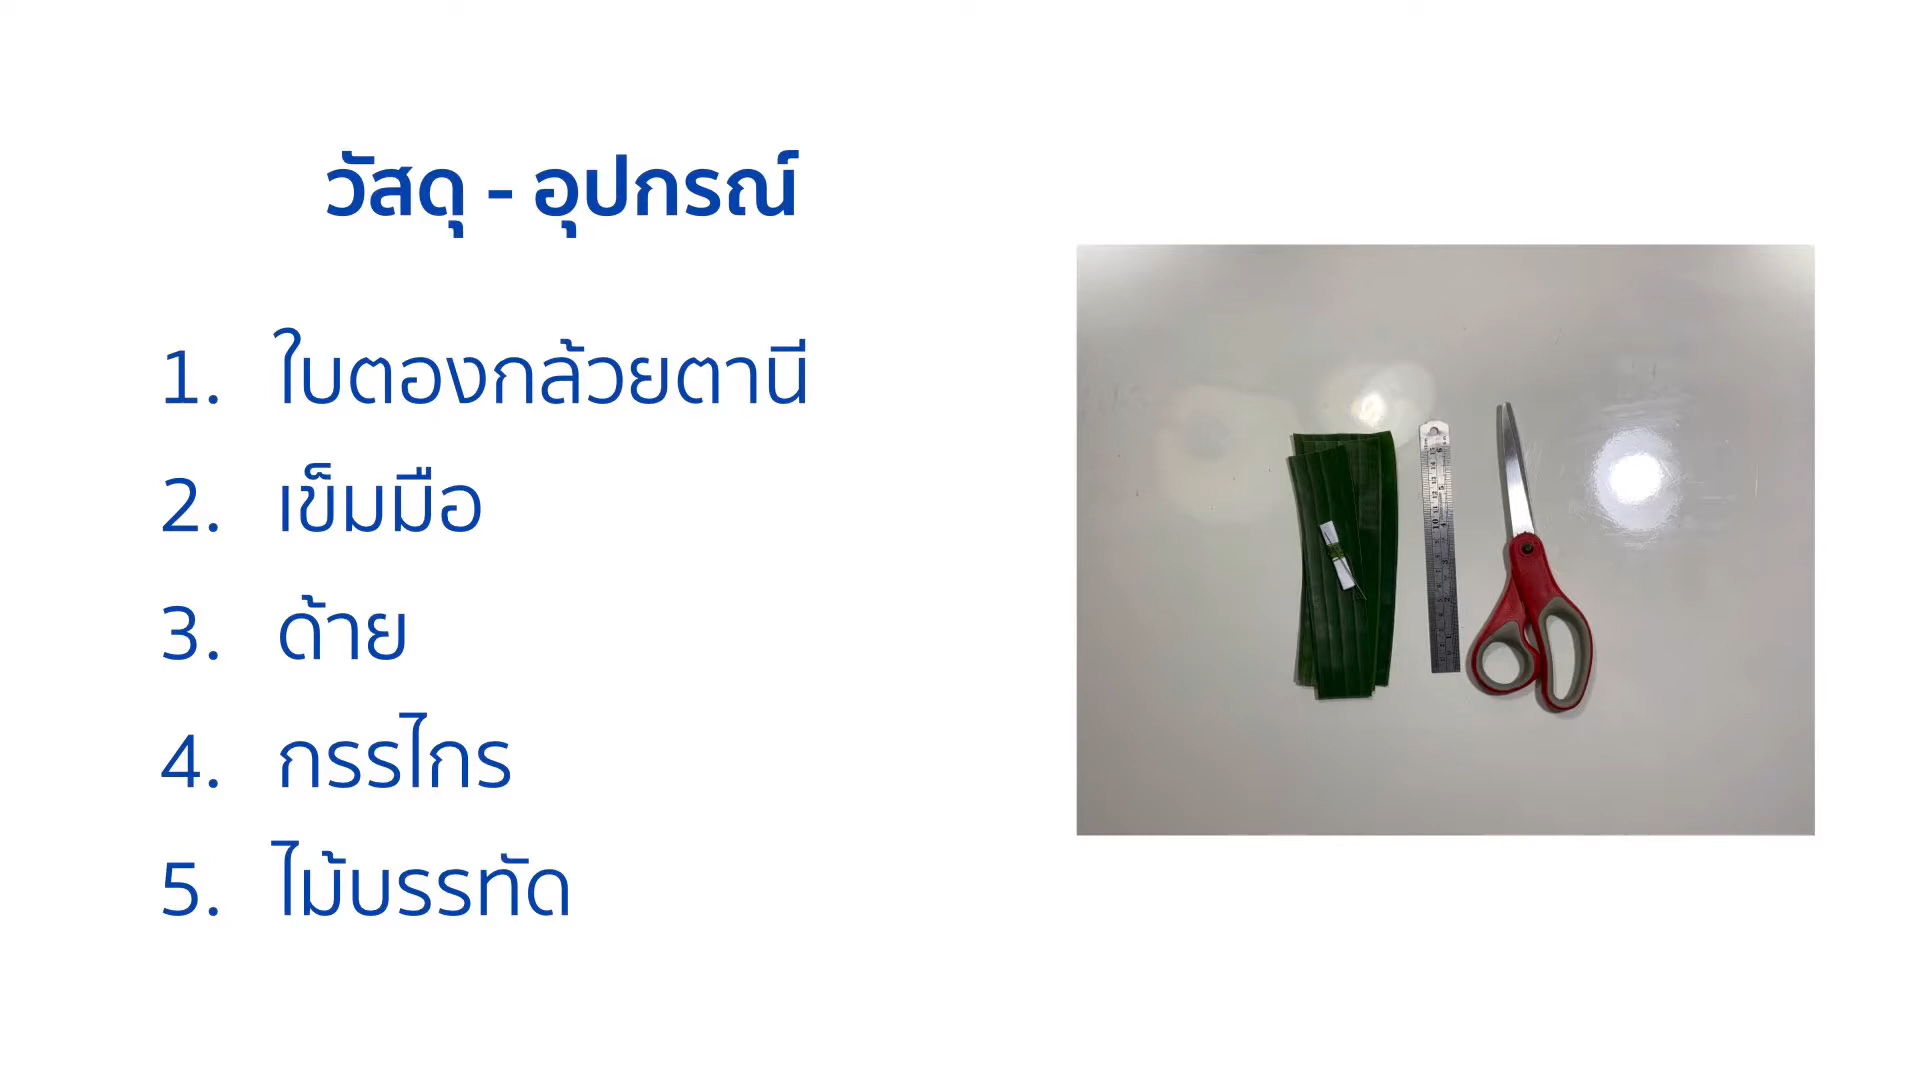 วัสดุ - อุปกรณ์
1. ใบตองกล้วยตานี
2. เข็มมือ
3. ด้าย
4. กรรไกร
5. ไม้บรรทัด